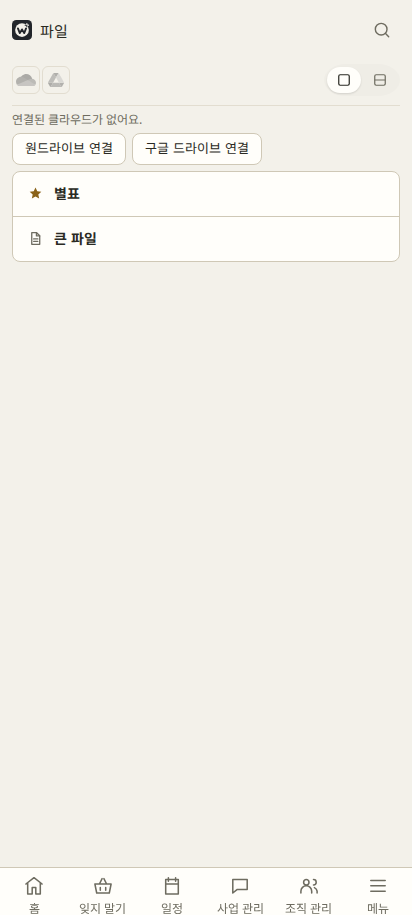 파일
연결된 클라우드가 없어요.
원드라이브 연결
구글 드라이브 연결
별표
큰 파일
홈
잊지 말기
일정
사업 관리
조직 관리
메뉴